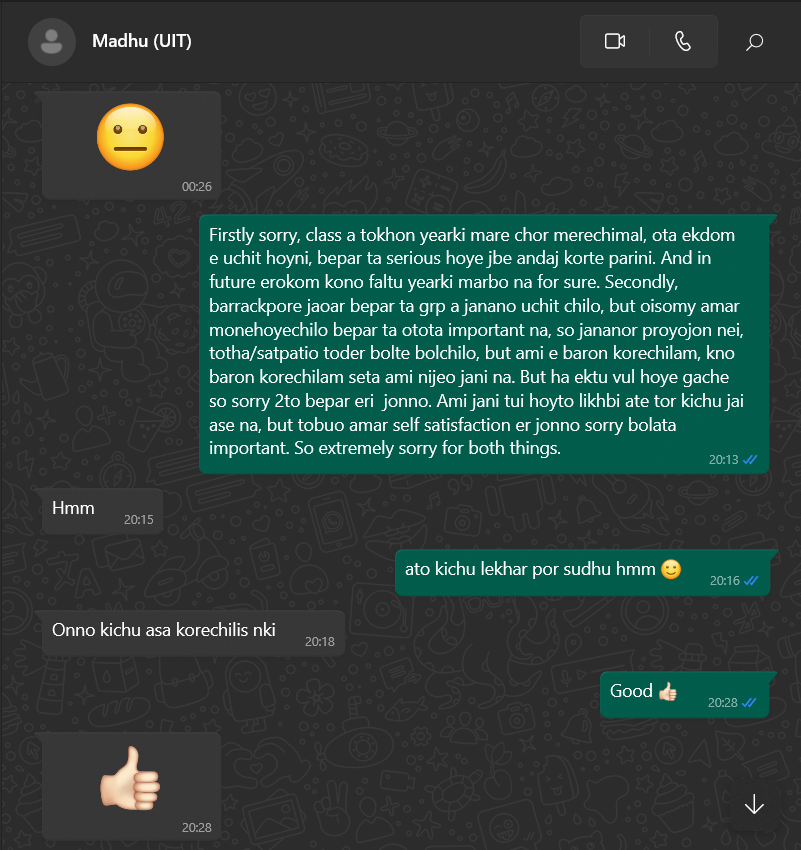 Madhu (UIT)
00:26
Firstly sorry, class a tokhon yearki mare chor merechimal, ota ekdom
e uchit hoyni, bepar ta serious hoye jbe andaj korte parini. And in
future erokom kono faltu yearki marbo na for sure. Secondly,
barrackpore jaoar bepar ta grp a janano uchit chilo, but oisomy amar
monehoyechilo bepar ta otota important na, so jananor proyojon nei,
totha/satpatio toder bolte bolchilo, but ami e baron korechilam, kno
baron korechilam seta ami nijeo jani na. But ha ektu vul hoye gache
so sorry 2to bepar eri  jonno. Ami jani tui hoyto likhbi ate tor kichu jai
ase na, but tobuo amar self satisfaction er jonno sorry bolata
important. So extremely sorry for both things.
20:13
Hmm
20:15
ato kichu lekhar por sudhu hmm 🙂
20:16
Onno kichu asa korechilis nki
20:18
Good 👍🏻
20:28
20:28